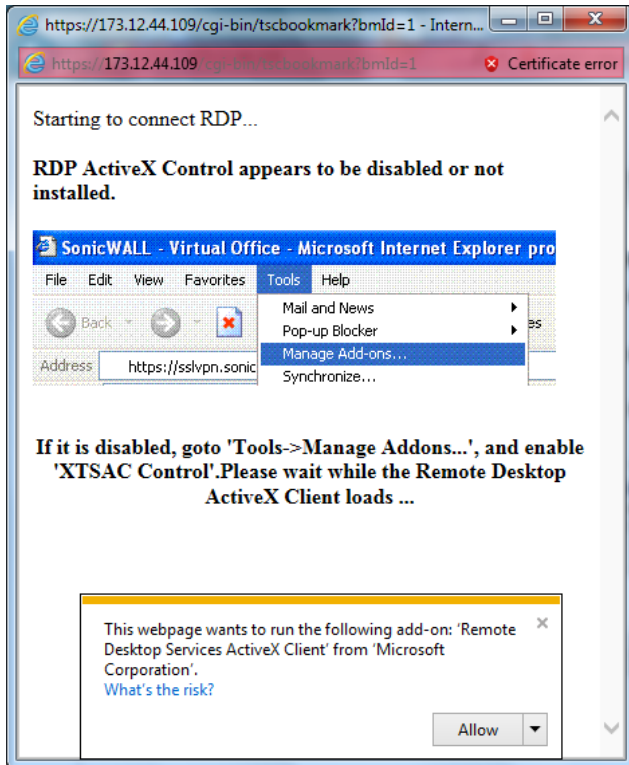 https://173.12.44.109/cgi-bin/tscbookmark?bmId=1 - Intern...
https://173.12.44.109/cgi-bin/tscbookmark?bmId=1 Certificate error
Starting to connect RDP...
RDP ActiveX Control appears to be disabled or not
installed.
SonicWALL - Virtual Office - Microsoft Internet Explorer pro
File Edit View Favorites Tools Help
Mail and News
Back
Pop-up Blocker
es
Manage Add-ons...
Address https://sslvpn.sonic
Synchronize...
If it is disabled, goto 'Tools->Manage Addons...', and enable
'XTSAC Control'.Please wait while the Remote Desktop
ActiveX Client loads ...
This webpage wants to run the following add-on: 'Remote
Desktop Services ActiveX Client' from 'Microsoft
Corporation'.
What's the risk?
Allow